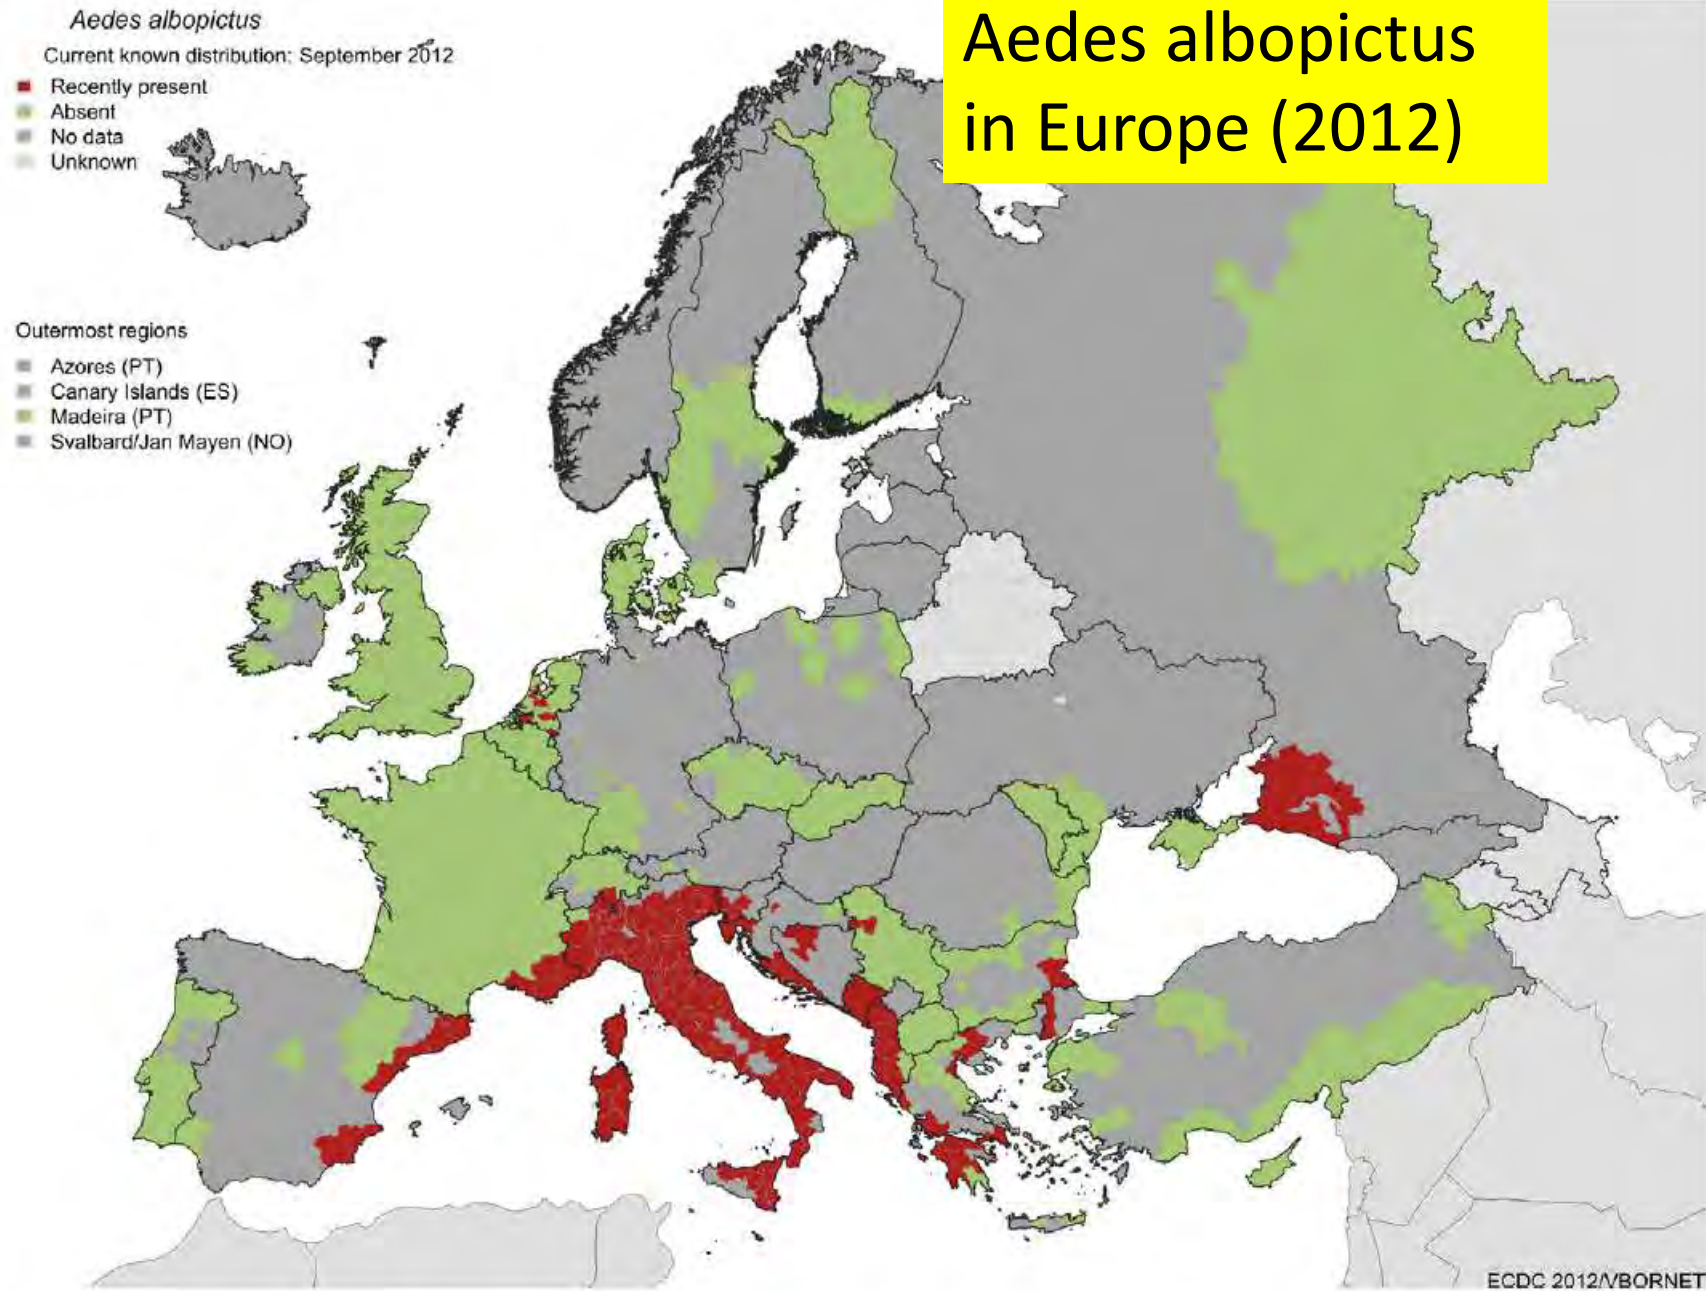 Aedes albopictus
Current known distribution: September 2012
Recently present
Absent
No data
Unknown
Outermost regions
Azores (PT)
Canary Islands (ES)
Madeira (PT)
Svalbard/Jan Mayen (NO)
Aedes albopictus
in Europe (2012)
ECDC 2012/VBORNET